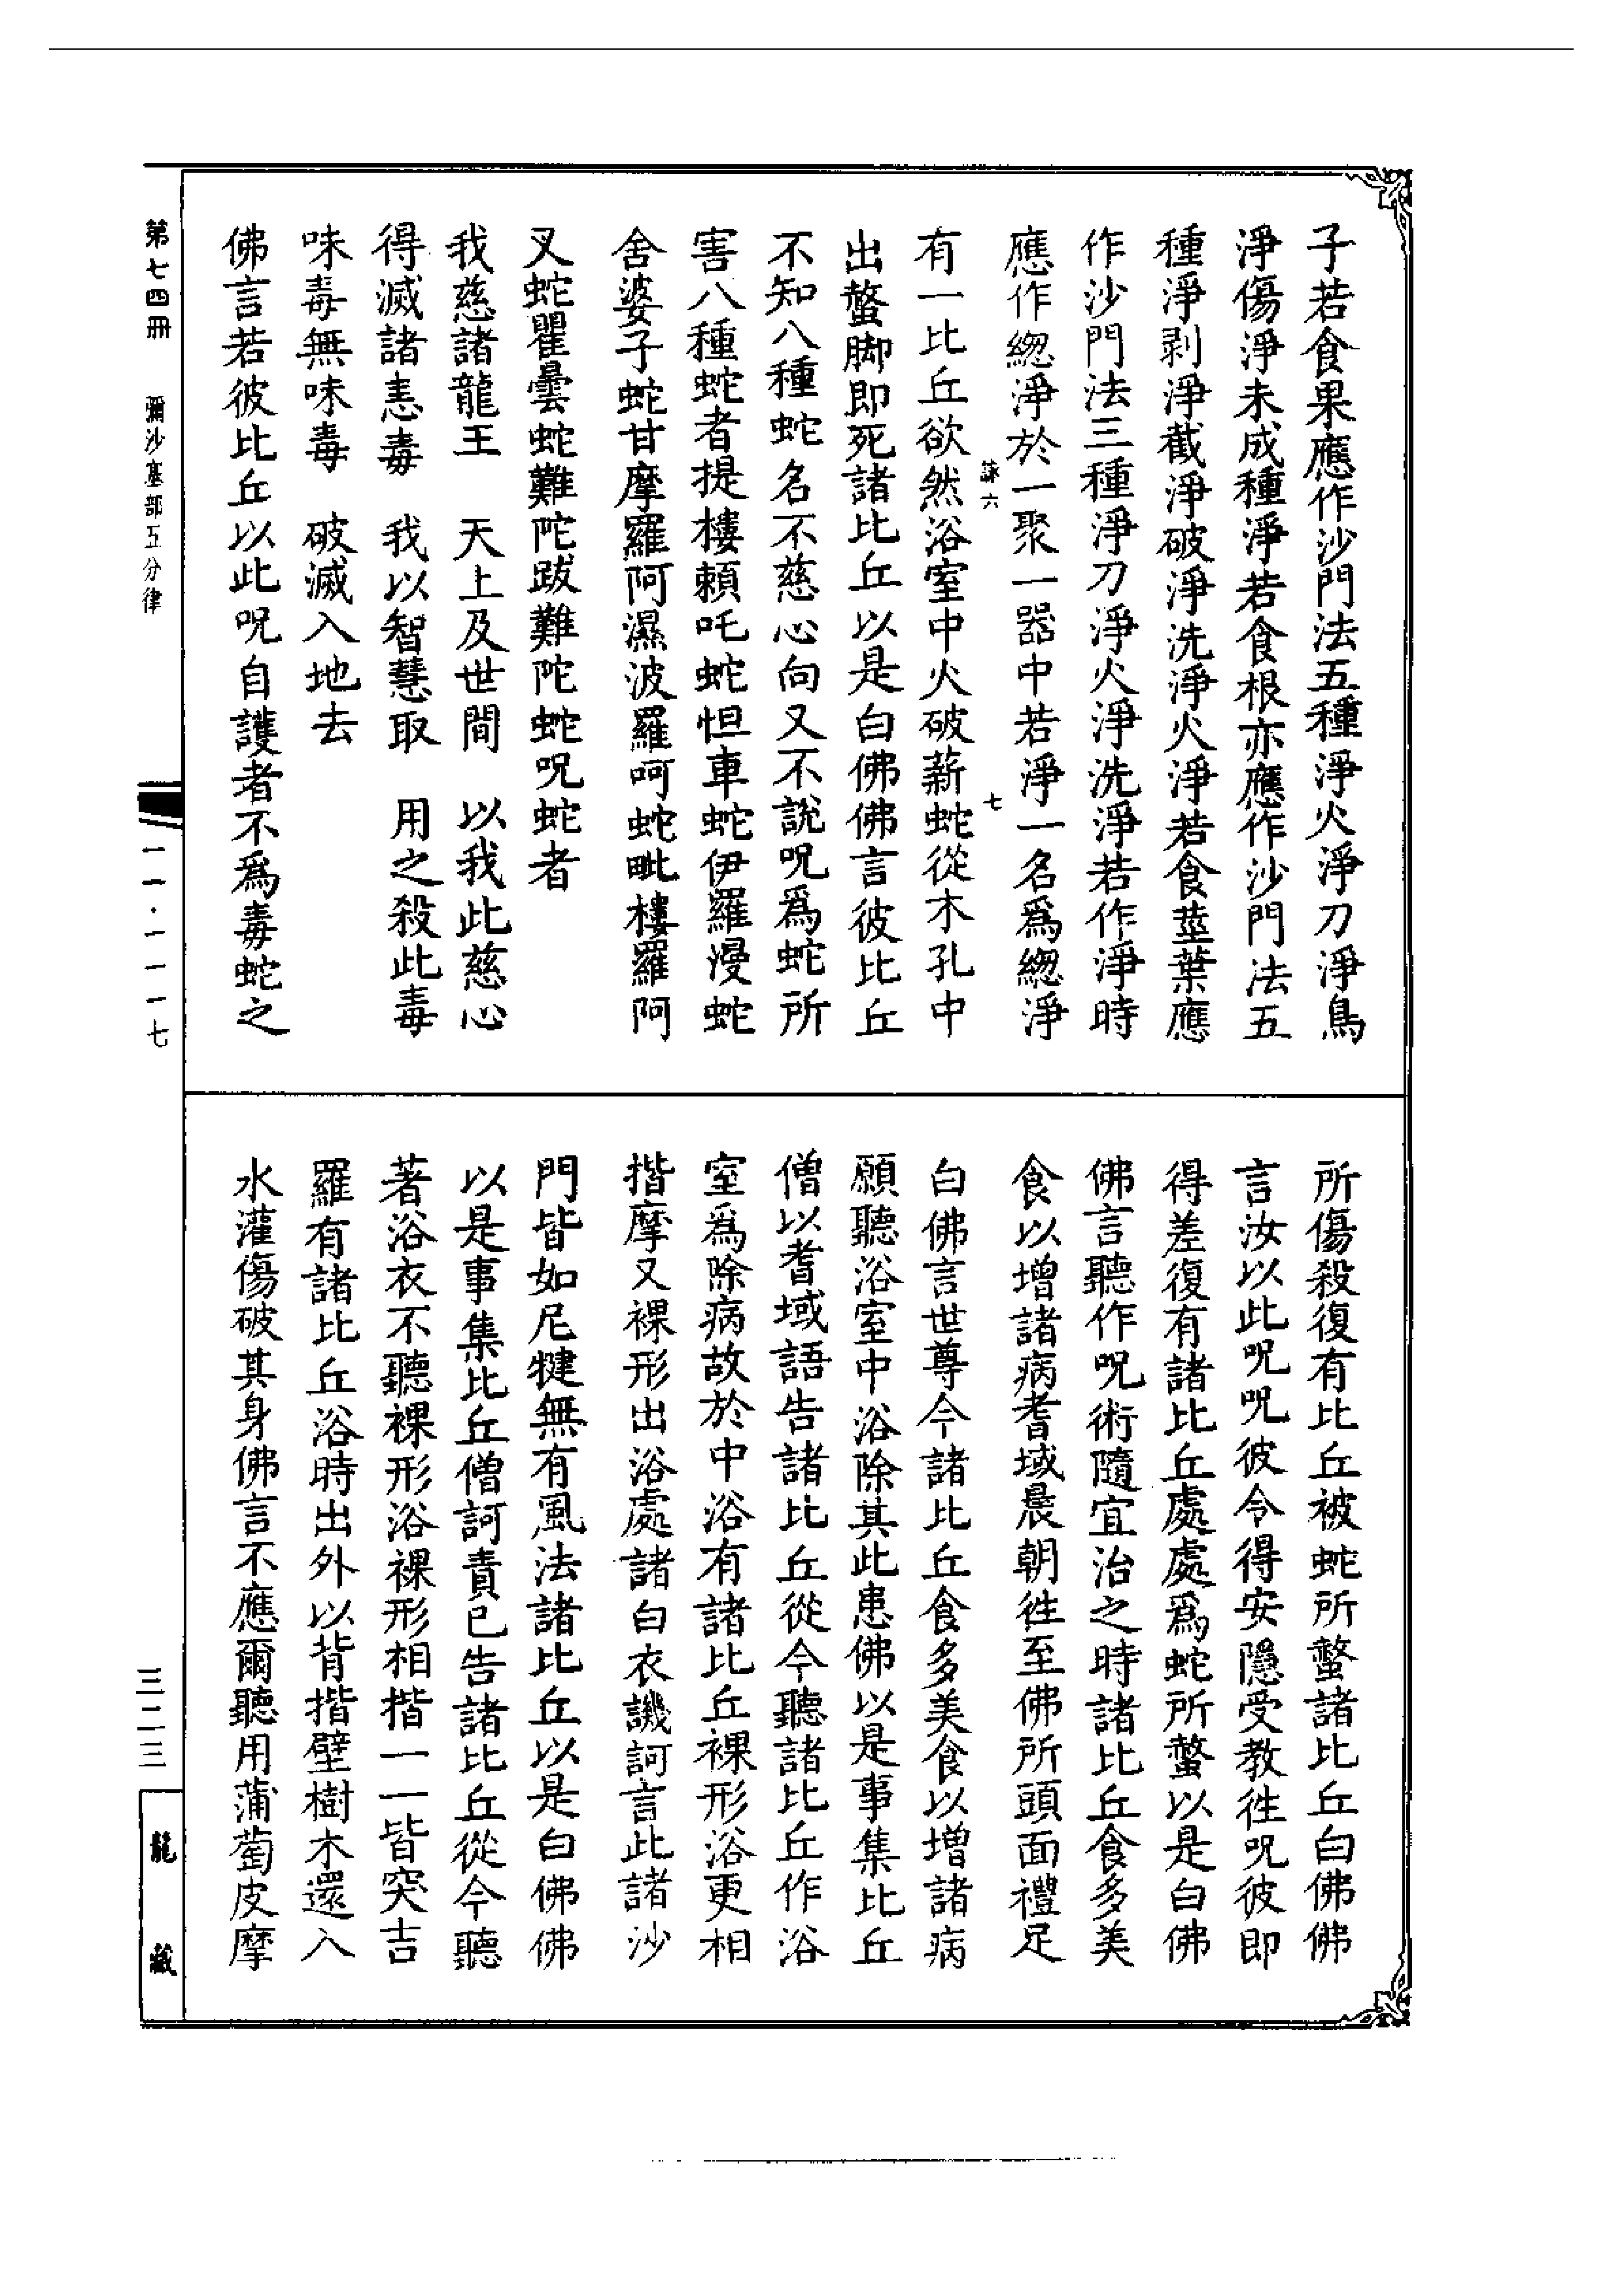 子若食果應作沙門法五種淨火淨刀淨鳥
淨傷淨未成種淨若食根亦應作沙門法五
種淨剥淨截淨破淨洗淨火淨若食莖葉應
作沙門法三種淨刀淨火淨洗淨若作淨時
應作緫淨於一聚一器中若淨一名爲緫淨
詠六
七
有一比丘欲然浴室中火破薪蛇從木孔中
出螫脚即死諸比丘以是白佛佛言彼比丘
不知八種蛇名不慈心向又不說呪爲蛇所
害八種蛇者提樓頼吒蛇怛車蛇伊羅漫蛇
舍婆子蛇甘摩羅阿濕波羅呵蛇毗樓羅阿
叉蛇瞿曇蛇難陀跋難陀蛇呪蛇者
我慈諸龍王　天上及世間　以我此慈心
得滅諸恚毒　我以智慧取　用之殺此毒
味毒無味毒　破滅入地去
佛言若彼比丘以此呪自護者不爲毒蛇之
所傷殺復有比丘被蛇所螫諸比丘白佛佛
言汝以此呪呪彼令得安隱受教徃呪彼即
得差復有諸比丘處處爲蛇所螫以是白佛
佛言聽作呪術隨宜治之時諸比丘食多美
食以增諸病耆域晨朝徃至佛所頭面禮足
白佛言世尊今諸比丘食多美食以增諸病
願聽浴室中浴除其此患佛以是事集比丘
僧以耆域語告諸比丘從今聽諸比丘作浴
室爲除病故於中浴有諸比丘裸形浴更相
揩摩又裸形出浴處諸白衣譏訶言此諸沙
門皆如尼犍無有風法諸比丘以是白佛佛
以是事集比丘僧訶責已告諸比丘從今聽
著浴衣不聽裸形浴裸形相揩一一皆突吉
羅有諸比丘浴時出外以背揩壁樹木還入
水灌傷破其身佛言不應爾聽用蒲萄皮摩
第七四冊　彌沙塞部五分律
一一·一一一七
三二三
龍藏